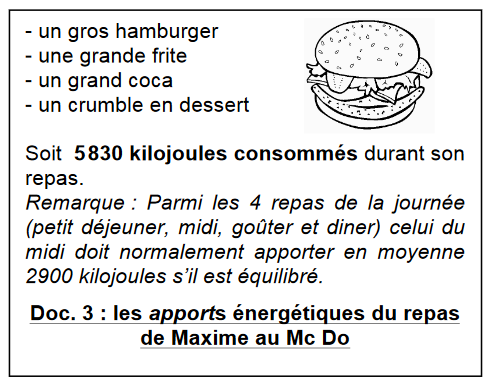 - un gros hamburger
- une grande frite
- un grand coca
- un crumble en dessert
Soit 5 830 kilojoules consommés durant son
repas.
Remarque : Parmi les 4 repas de la journée
(petit déjeuner, midi, goûter et diner) celui du
midi doit normalement apporter en moyenne
2900 kilojoules s’il est équilibré.
Doc. 3 : les apports énergétiques du repas
de Maxime au Mc Do